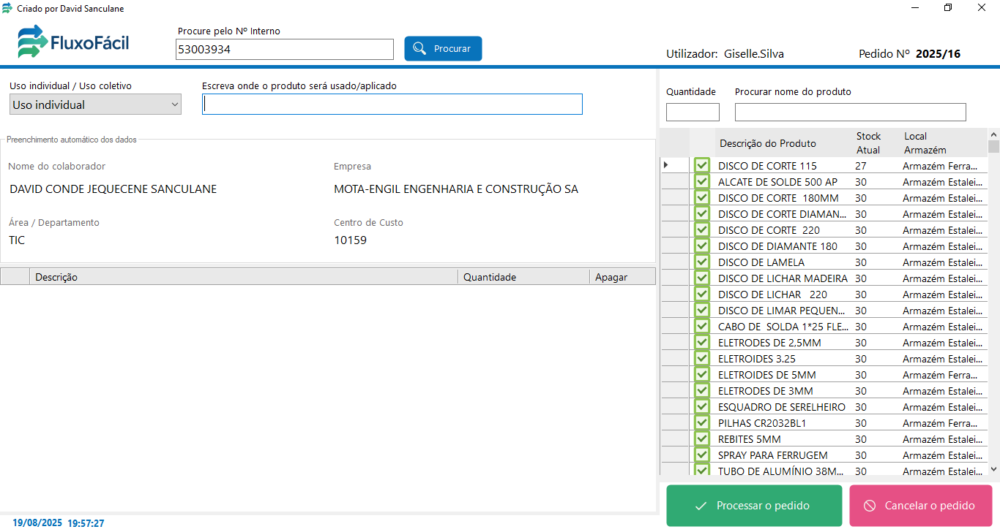 Criado por David Sanculane
FluxoFácil
Procure pelo Nº Interno
53003934
Procurar
Utilizador: Giselle.Silva
Pedido Nº 2025/16
Uso individual / Uso coletivo
Uso individual
Escreva onde o produto será usado/aplicado
Preenchimento automático dos dados
Nome do colaborador
Empresa
DAVID CONDE JEQUECENE SANCULANE
MOTA-ENGIL ENGENHARIA E CONSTRUÇÃO SA
Área / Departamento
Centro de Custo
TIC
10159
Descrição Quantidade Apagar
Quantidade
Procurar nome do produto
Descrição do Produto Stock Atual Local Armazém
DISCO DE CORTE 115 27 Armazém Ferra...
ALCATE DE SOLDE 500 AP 30 Armazém Estalei...
DISCO DE CORTE  180MM 30 Armazém Estalei...
DISCO DE CORTE DIAMAN... 30 Armazém Estalei...
DISCO DE CORTE  220 30 Armazém Estalei...
DISCO DE DIAMANTE 180 30 Armazém Estalei...
DISCO DE LAMELA 30 Armazém Estalei...
DISCO DE LICHAR MADEIRA 30 Armazém Estalei...
DISCO DE LICHAR   220 30 Armazém Estalei...
DISCO DE LIMAR PEQUEN... 30 Armazém Estalei...
CABO DE  SOLDA 1*25 FLE... 30 Armazém Estalei...
ELETRODES DE 2,5MM 30 Armazém Estalei...
ELETROIDES 3.25 30 Armazém Estalei...
ELETROIDES DE 5MM 30 Armazém Ferra...
ELETRODES DE 3MM 30 Armazém Estalei...
ESQUADRO DE SERELHEIRO 30 Armazém Estalei...
PILHAS CR2032BL1 30 Armazém Ferra...
REBITES 5MM 30 Armazém Estalei...
SPRAY PARA FERRUGEM 30 Armazém Estalei...
TUBO DE ALUMÍNIO 38M... 30 Armazém Estalei...
Processar o pedido
Cancelar o pedido
19/08/2025 19:57:27